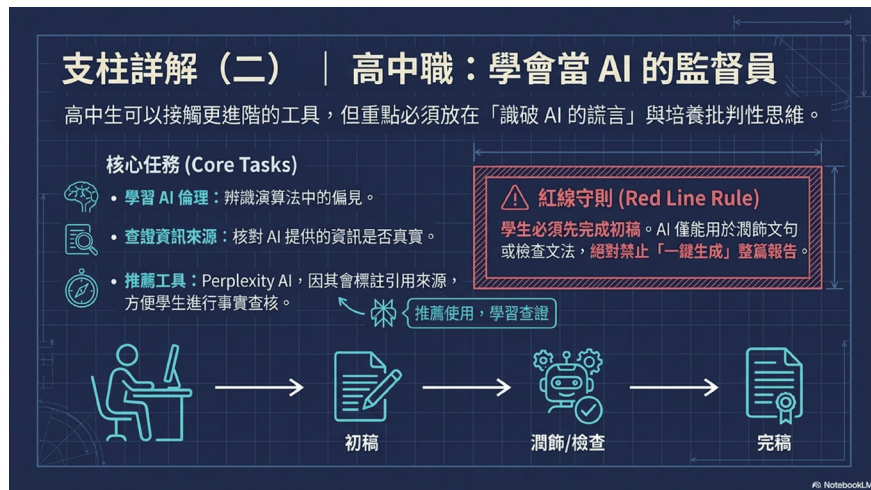 支柱詳解（二）｜高中職：學會當 AI 的監督員
高中生可以接觸更進階的工具，但重點必須放在「識破 AI 的謊言」與培養批判性思維。
核心任務 (Core Tasks)
• 學習 AI 倫理：辨識演算法中的偏見。
• 查證資訊來源：核對 AI 提供的資訊是否真實。
• 推薦工具：Perplexity AI，因其會標註引用來源，
方便學生進行事實查核。
推薦使用，學習查證
紅線守則 (Red Line Rule)
學生必須先完成初稿。AI 僅能用於潤飾文句
或檢查文法，絕對禁止「一鍵生成」整篇報告。
初稿
潤飾/檢查
完稿
NotebookLM